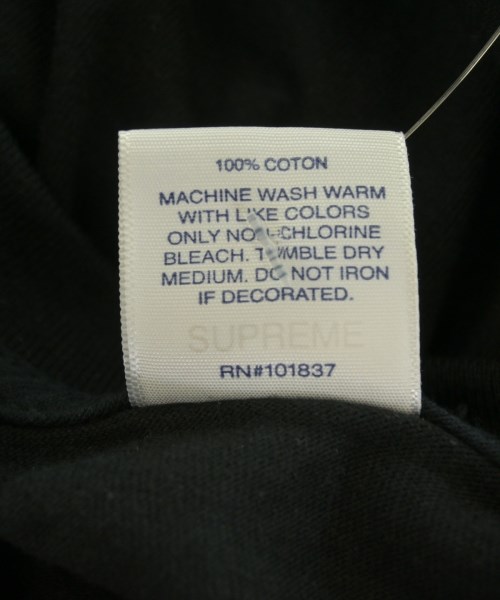 100% COTON
MACHINE WASH WARM
WITH LIKE COLORS
ONLY NON-CHLORINE
BLEACH. TUMBLE DRY
MEDIUM. DO NOT IRON
IF DECORATED.
SUPREME
RN#101837